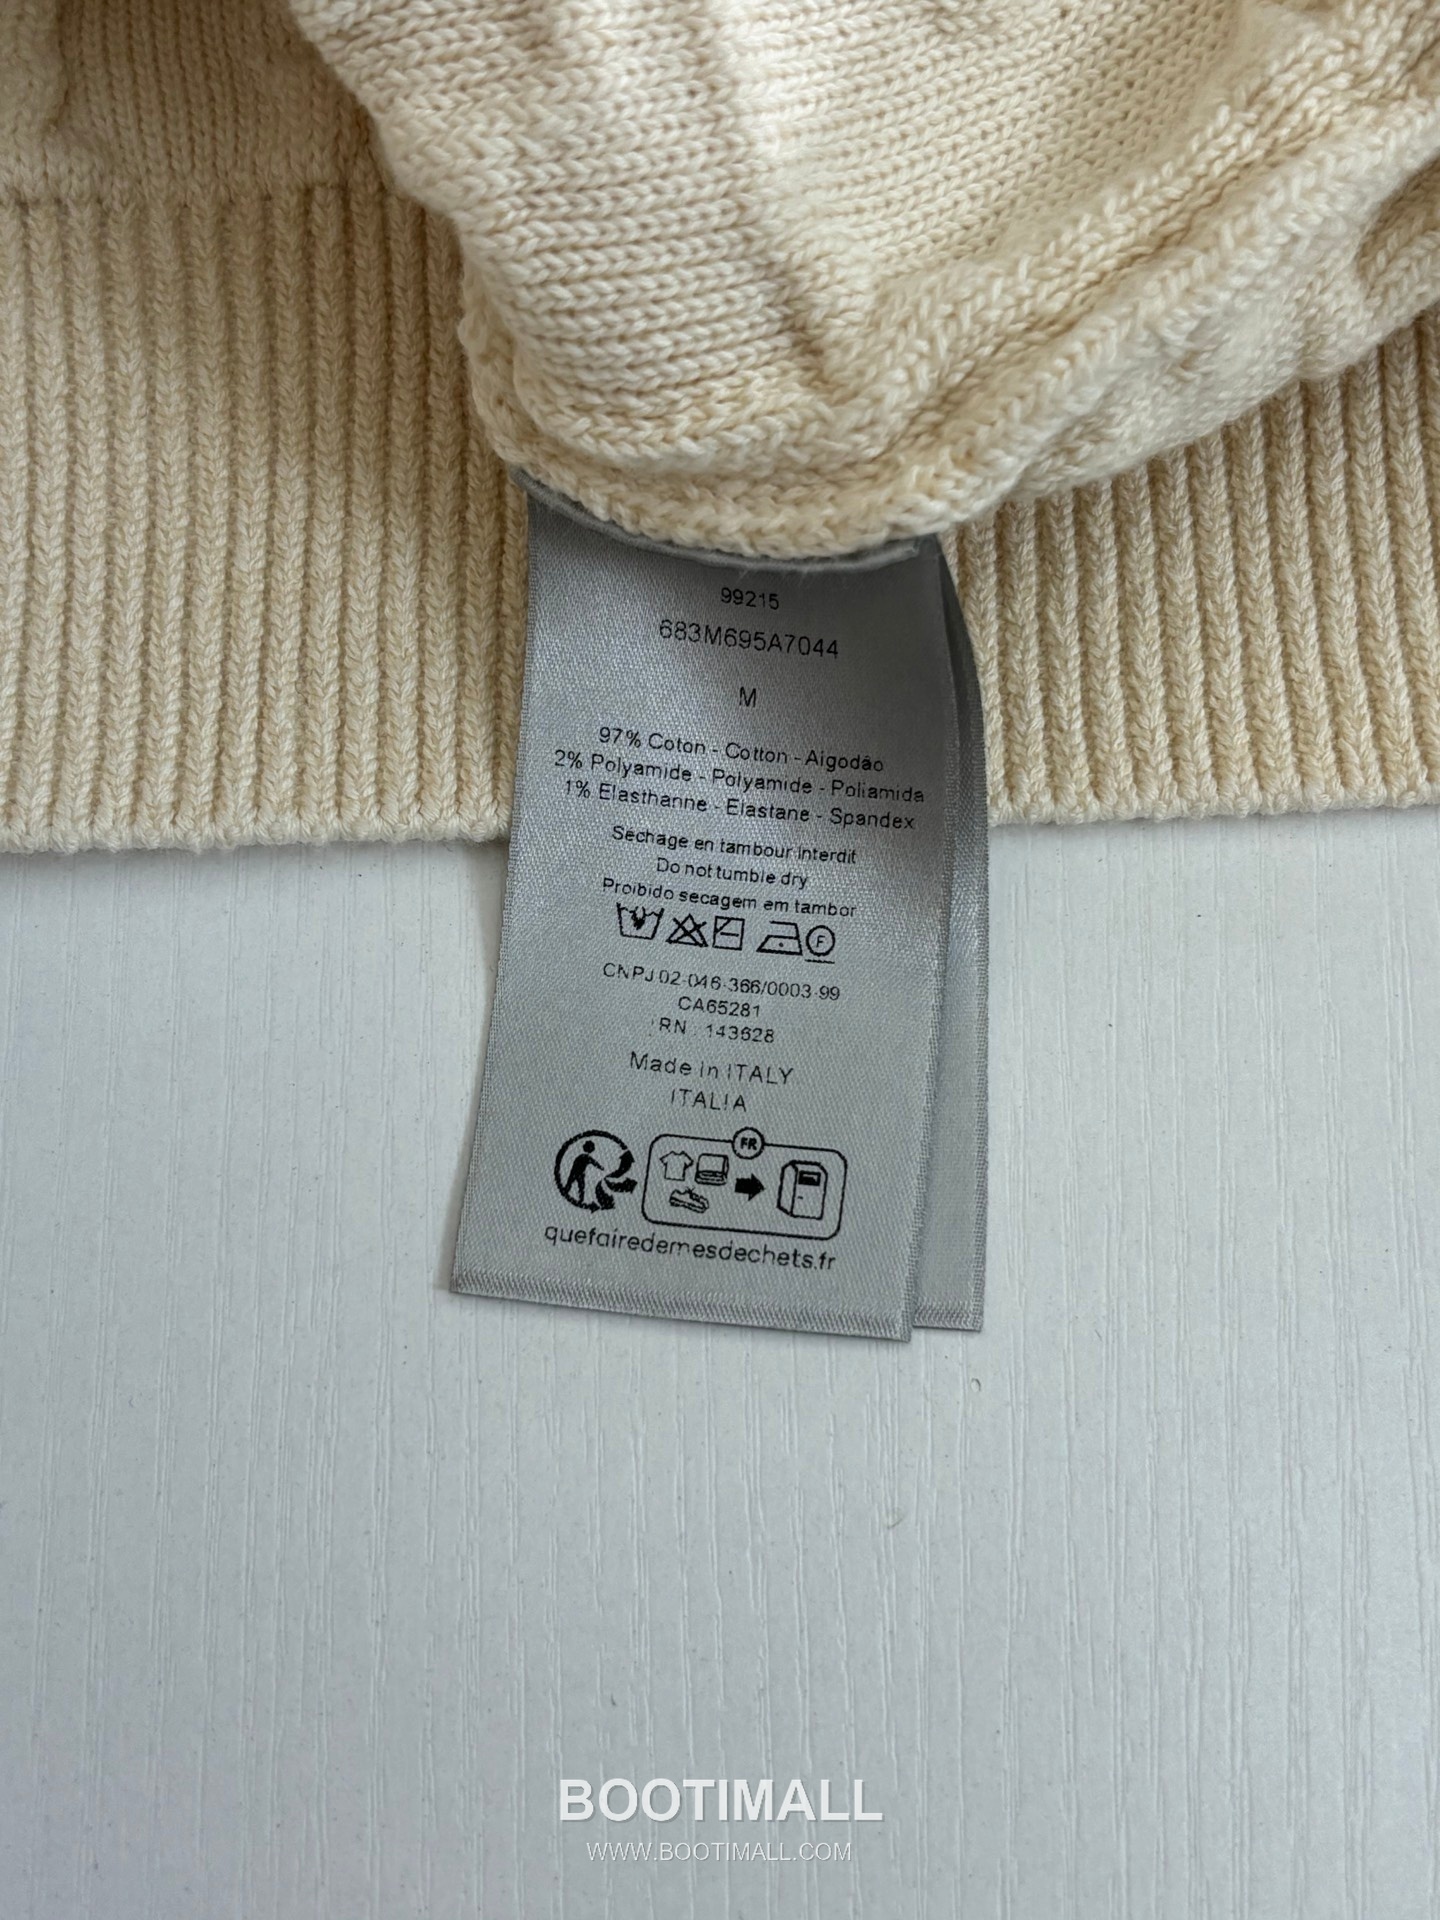 99215
683M695A7044
M
97% Coton - Cotton - Algodão
2% Polyamide - Polyamide - Poliamida
1% Elasthanne - Elastane - Spandex
Sechage en tambour interdit
Do not tumble dry
Proibido secagem em tambor
F
CNPJ 02.046.366/0003-99
CA65281
RN 143628
Made in ITALY
ITALIA
FR
quefairedemesdechets.fr
BOOTIMALL
WWW.BOOTIMALL.COM